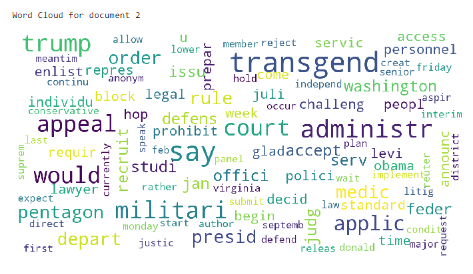 Word Cloud for document 2
trump
meantim
allow
u
lower
member
reject
servic
access
order
prepar
creat
personnel
enlist
repres
issu
transgend
senior
friday
continu
anonym
hold
come
independ
washington
individu
block
legal
rule
juli
occur
challeng
peopl
aspir
interim
conservative
hop
defens
week
appeal
speak
prohibit
court
administr
suprem
last
requir
currently
recruit
feb
say
glad
accept
levi
plan
obama
reuter
announc
district
would
studi
panel
serv
lawyer
rather
jan
offici
polici
wait
implement
expect
virginia
medic
litig
pentagon
militari
submit
decid
judg
law
standard
feder
direct
monday
start
author
begin
applic
condit
request
depart
presid
septemb
time
major
first
justic
defend
releas
donald